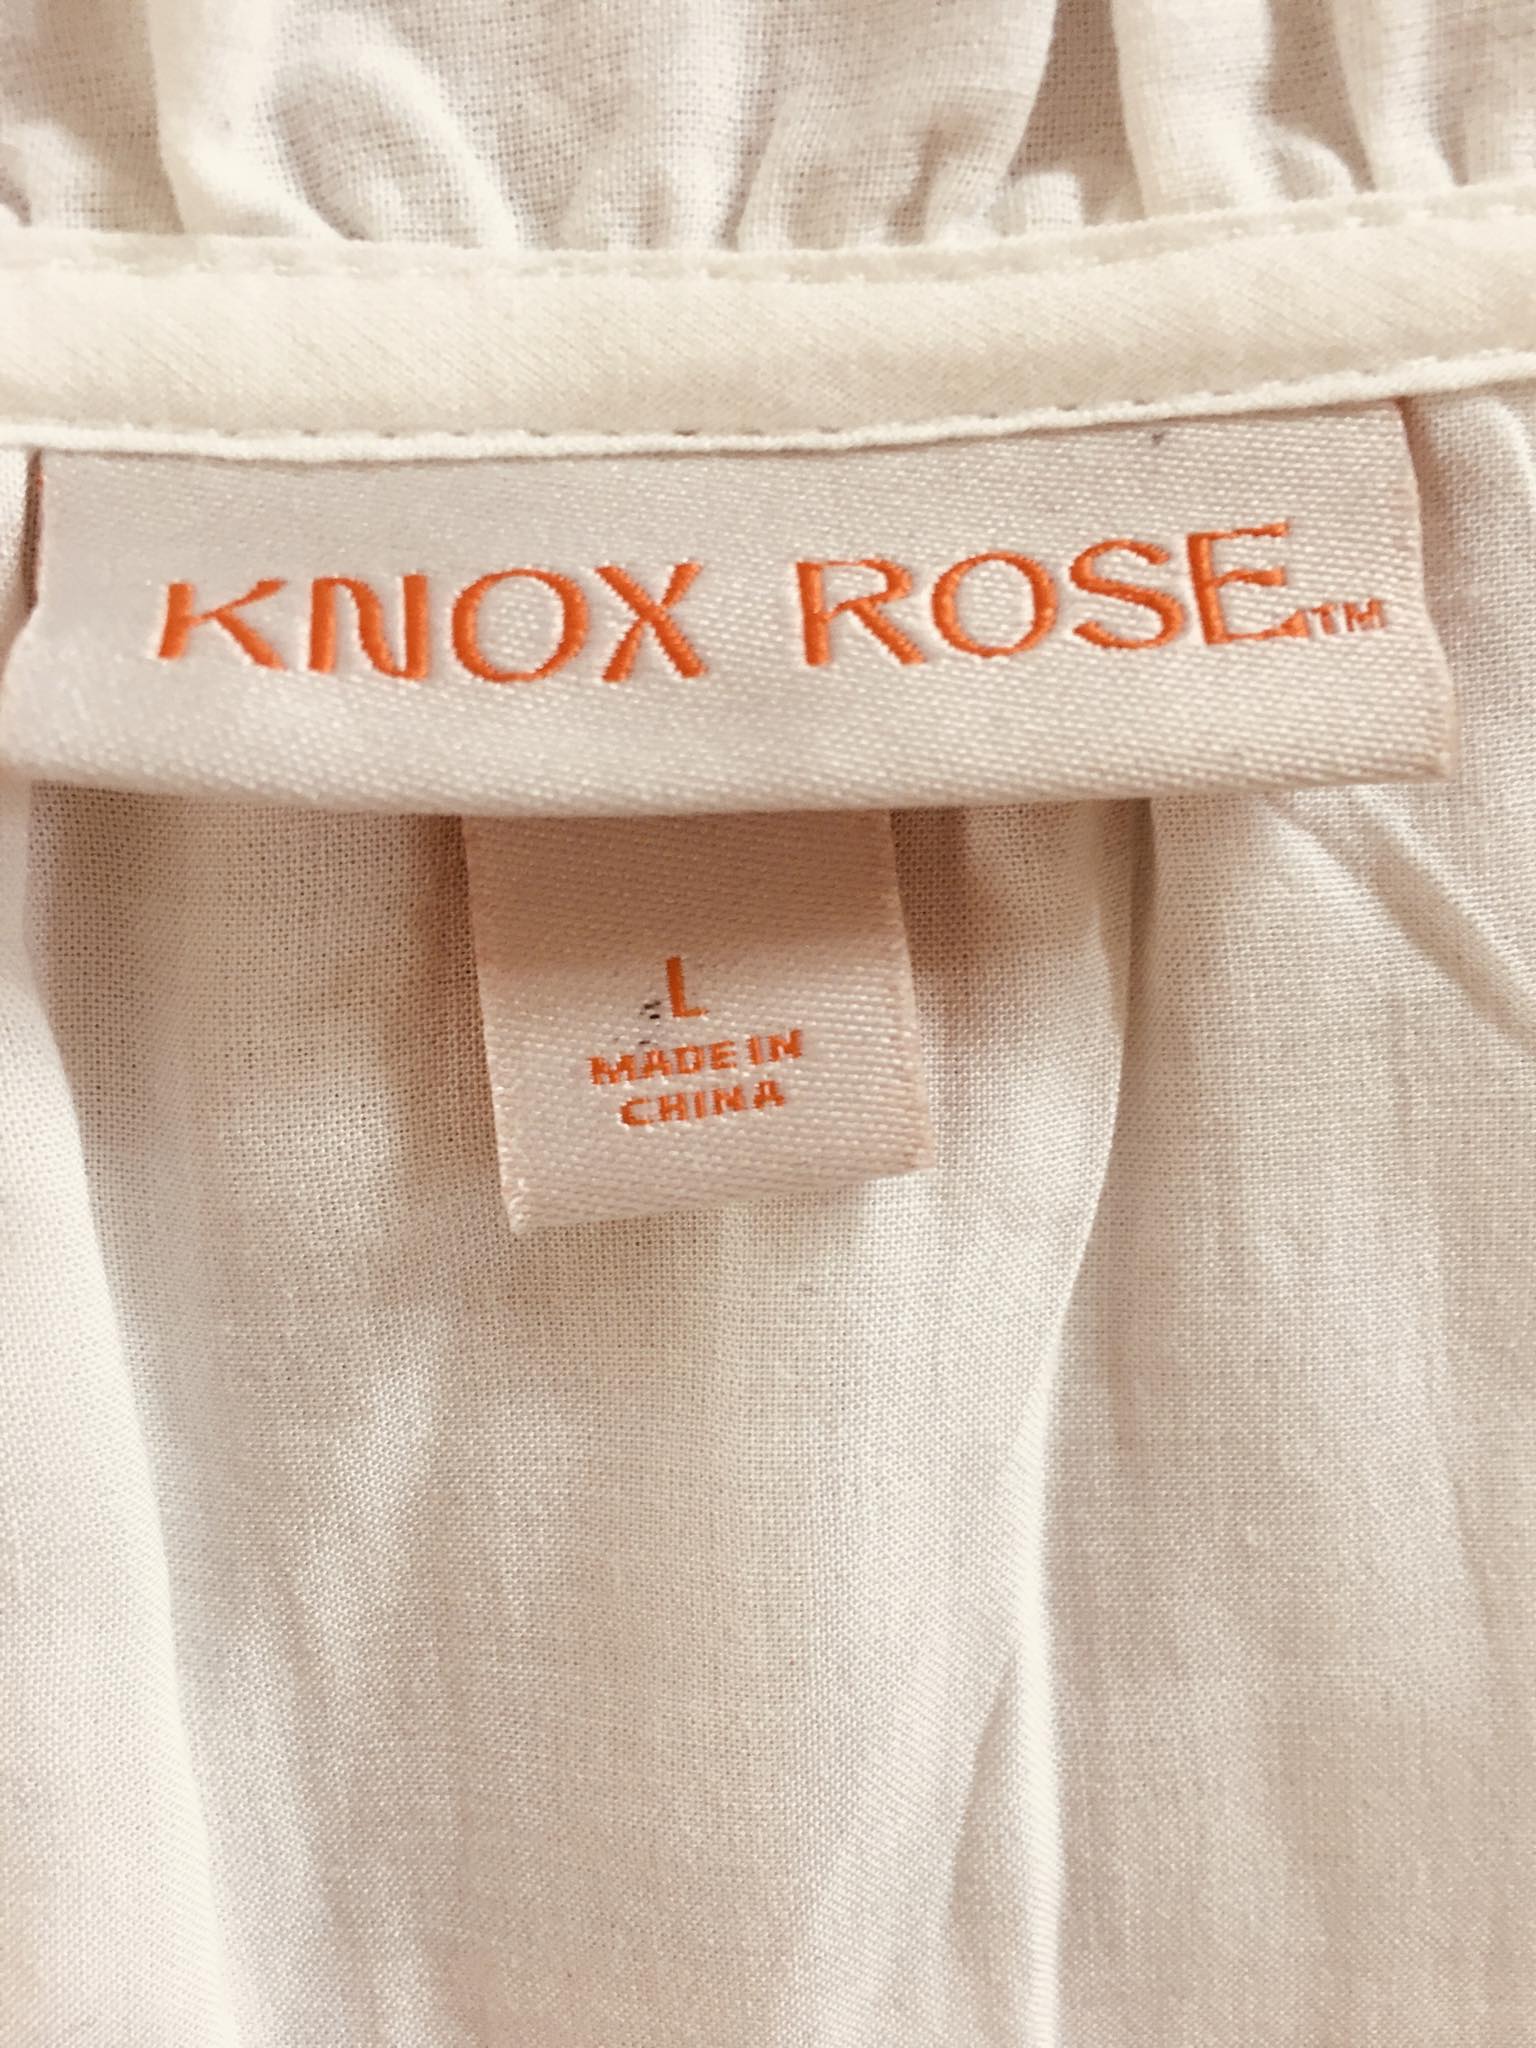 KNOX ROSE™
L
MADE IN
CHINA